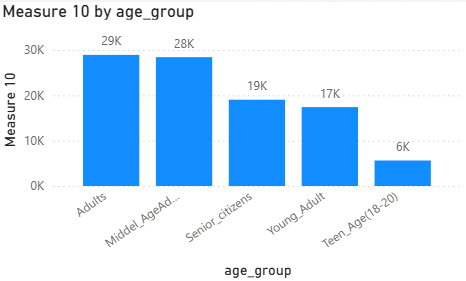 Measure 10 by age_group
Measure 10
30K
20K
10K
0K
29K
28K
19K
17K
6K
Adults
Middel_AgeAd...
Senior_citizens
Young_Adult
Teen_Age(18-20)
age_group